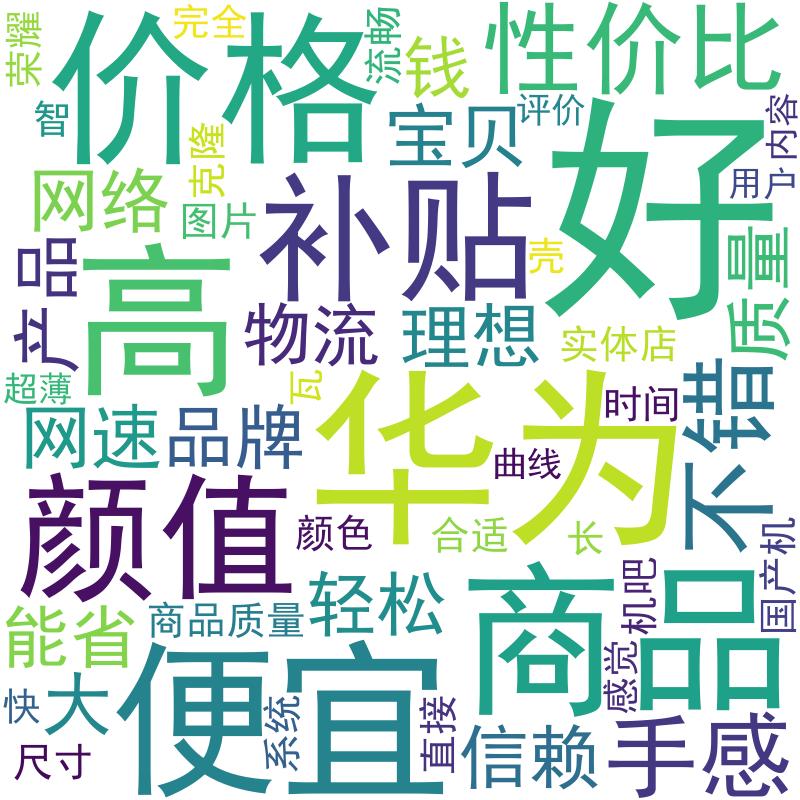 荣耀
完全
价格
流畅
钱
性价比
智
克隆
宝贝
评价
好
内容
用户
网络
图片
补贴
壳
产品
高
物流
理想
实体店
质量
超薄
瓦
网速
品牌
华为
时间
不错
曲线
颜值
颜色
合适
长
国产机
能省
商品质量
轻松
商品
机吧
感觉
快
大
便宜
系统
直接
信赖
手感
尺寸